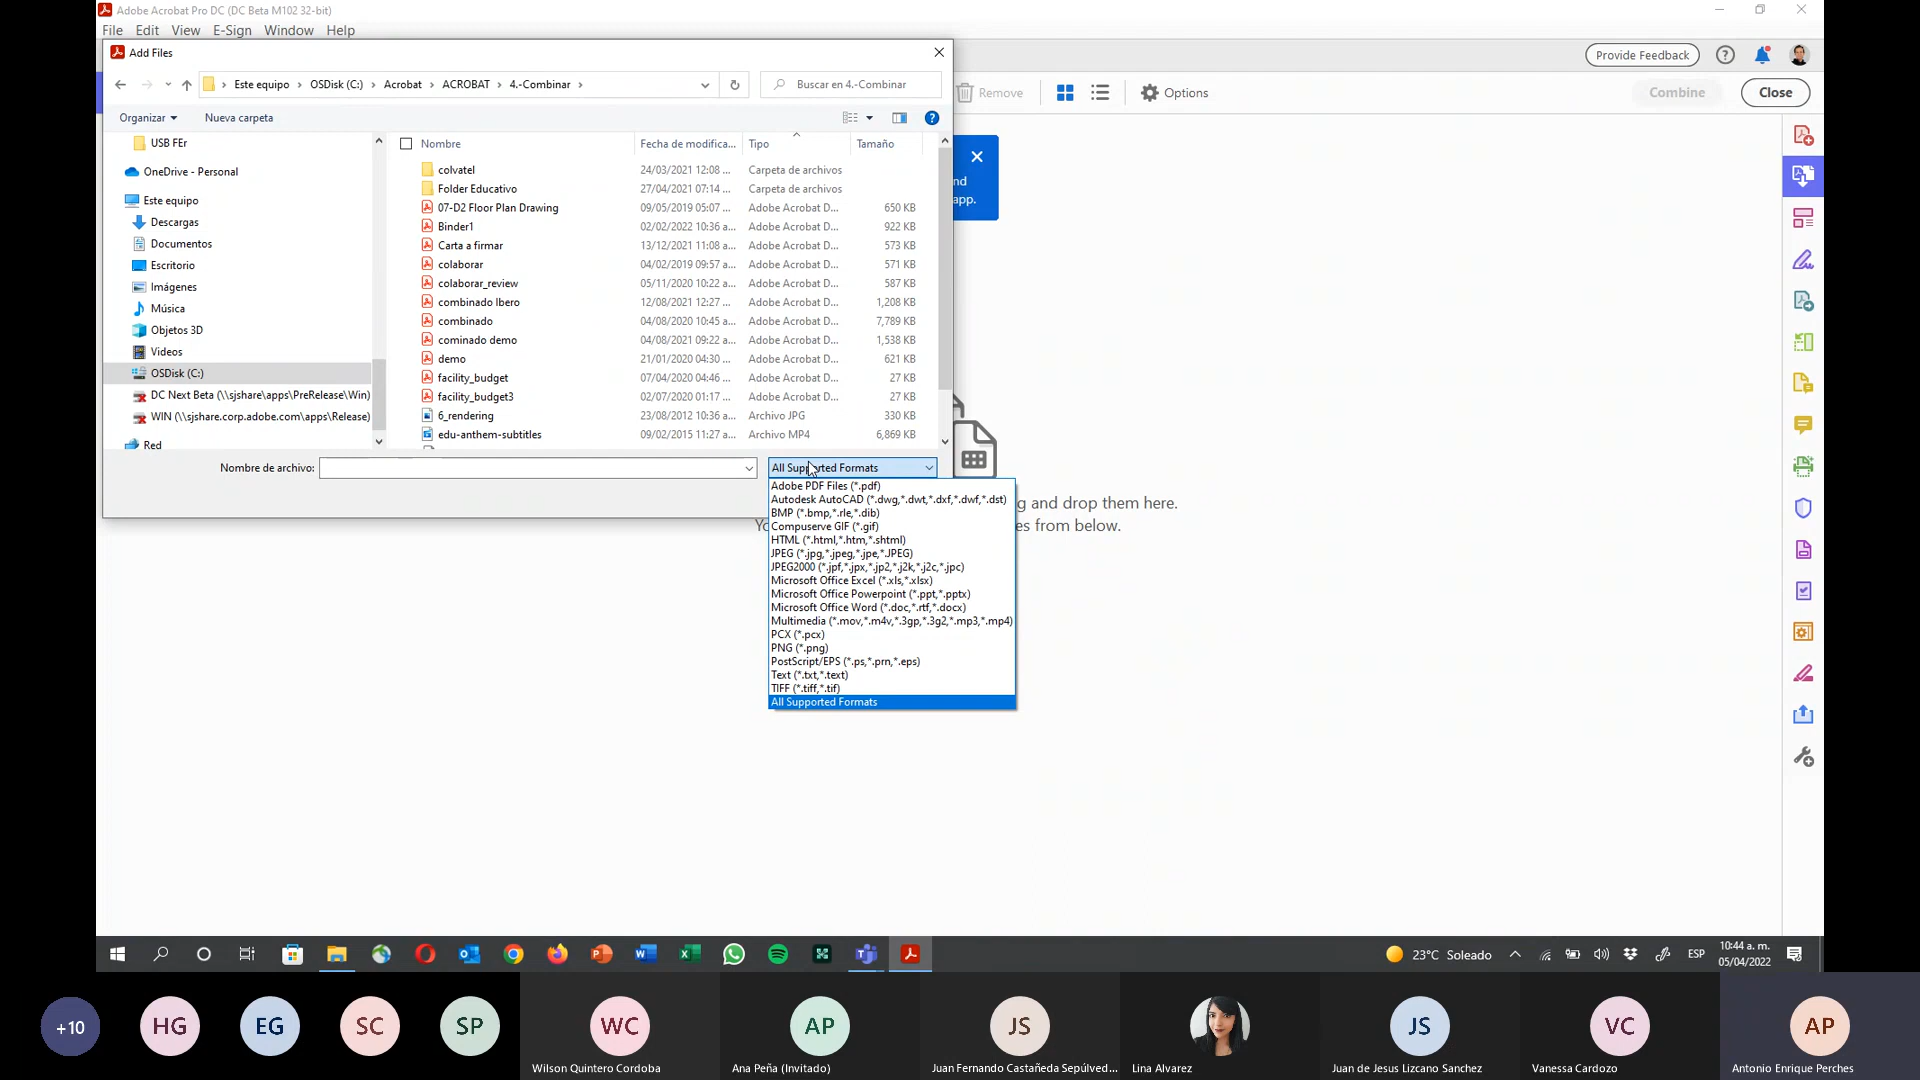 Adobe Acrobat Pro DC (DC Beta M102 32-bit)
File Edit View E-Sign Window Help
Add Files
Provide Feedback
Este equipo > OSDisk (C:) > Acrobat > ACROBAT > 4.-Combinar >
Buscar en 4.-Combinar
Remove
Options
Combine
Close
Organizar
Nueva carpeta
USB FEr
OneDrive - Personal
Este equipo
Descargas
Documentos
Escritorio
Imágenes
Música
Objetos 3D
Videos
OSDisk (C:)
DC Next Beta (\\sjshare\apps\PreRelease\Win)
WIN (\\sjshare.corp.adobe.com\apps\Release)
Red
Nombre Fecha de modifica... Tipo Tamaño
colvatel 24/03/2021 12:08 ... Carpeta de archivos
Folder Educativo 27/04/2021 07:14 ... Carpeta de archivos
07-D2 Floor Plan Drawing 09/05/2019 05:07 ... Adobe Acrobat D... 650 KB
Binder1 02/02/2022 10:36 a... Adobe Acrobat D... 922 KB
Carta a firmar 13/12/2021 11:08 a... Adobe Acrobat D... 573 KB
colaborar 04/02/2019 09:57 a... Adobe Acrobat D... 571 KB
colaborar_review 05/11/2020 10:22 a... Adobe Acrobat D... 587 KB
combinado Ibero 12/08/2021 12:27 ... Adobe Acrobat D... 1,208 KB
combinado 04/08/2020 10:45 a... Adobe Acrobat D... 7,789 KB
cominado demo 04/08/2021 09:22 a... Adobe Acrobat D... 1,538 KB
demo 21/01/2020 04:30 ... Adobe Acrobat D... 621 KB
facility_budget 07/04/2020 04:46 ... Adobe Acrobat D... 27 KB
facility_budget3 02/07/2020 01:17 ... Adobe Acrobat D... 27 KB
6_rendering 23/08/2012 10:36 a... Archivo JPG 330 KB
edu-anthem-subtitles 09/02/2015 11:27 a... Archivo MP4 6,869 KB
nd
app.
Nombre de archivo:
All Supported Formats
Adobe PDF Files (*.pdf)
Autodesk AutoCAD (*.dwg,*.dwt,*.dxf,*.dwf,*.dst)
BMP (*.bmp,*.rle,*.dib)
Compuserve GIF (*.gif)
HTML (*.html,*.htm,*.shtml)
JPEG (*.jpg,*.jpeg,*.jpe,*.JPEG)
JPEG2000 (*.jpf,*.jpx,*.jp2,*.j2k,*.j2c,*.jpc)
Microsoft Office Excel (*.xls,*.xlsx)
Microsoft Office Powerpoint (*.ppt,*.pptx)
Microsoft Office Word (*.doc,*.rtf,*.docx)
Multimedia (*.mov,*.m4v,*.3gp,*.3g2,*.mp3,*.mp4)
PCX (*.pcx)
PNG (*.png)
PostScript/EPS (*.ps,*.prn,*.eps)
Text (*.txt,*.text)
TIFF (*.tiff,*.tif)
All Supported Formats
g and drop them here.
Yo
es from below.
23°C Soleado
ESP
10:44 a. m.
05/04/2022
+10
HG
EG
SC
SP
WC
AP
JS
JS
VC
AP
Wilson Quintero Cordoba
Ana Peña (Invitado)
Juan Fernando Castañeda Sepúlved...
Lina Alvarez
Juan de Jesus Lizcano Sanchez
Vanessa Cardozo
Antonio Enrique Perches